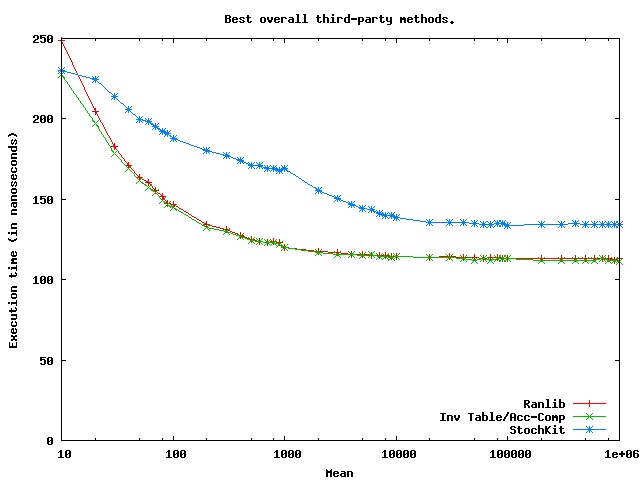 Best overall third-party methods.
250
200
150
100
50
0
Execution time (in nanoseconds)
Ranlib
Inv Table/Acc-Comp
StochKit
10 100 1000 10000 100000 1e+06
Mean